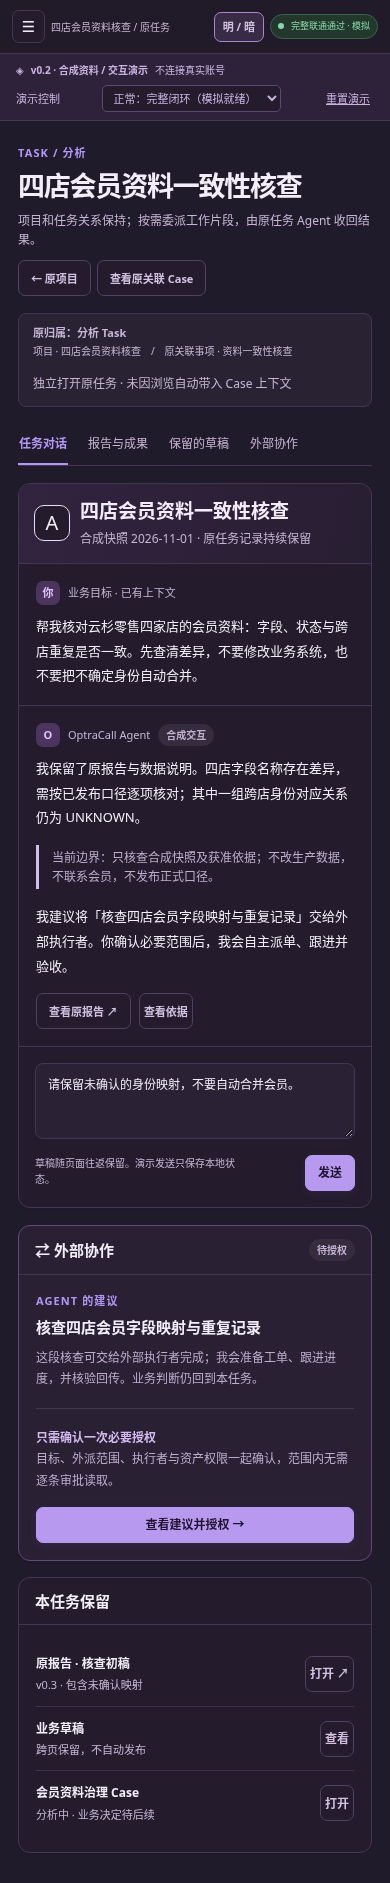 ☰ 四店会员资料核查 / 原任务 明 / 暗 完整联通通过 · 模拟
◈ v0.2 · 合成资料 / 交互演示 不连接真实账号
演示控制 正常：完整闭环（模拟就绪） 重置演示
TASK / 分析
四店会员资料一致性核查
项目和任务关系保持；按需委派工作片段，由原任务 Agent 收回结
果。
← 原项目 查看原关联 Case
原归属：分析 Task
项目 · 四店会员资料核查 / 原关联事项 · 资料一致性核查
独立打开原任务 · 未因浏览自动带入 Case 上下文
任务对话 报告与成果 保留的草稿 外部协作
A 四店会员资料一致性核查
合成快照 2026-11-01 · 原任务记录持续保留
你 业务目标 · 已有上下文
帮我核对云杉零售四家店的会员资料：字段、状态与跨
店重复是否一致。先查清差异，不要修改业务系统，也
不要把不确定身份自动合并。
O OptraCall Agent 合成交互
我保留了原报告与数据说明。四店字段名称存在差异，
需按已发布口径逐项核对；其中一组跨店身份对应关系
仍为 UNKNOWN。
当前边界：只核查合成快照及获准依据；不改生产数据，
不联系会员，不发布正式口径。
我建议将「核查四店会员字段映射与重复记录」交给外
部执行者。你确认必要范围后，我会自主派单、跟进并
验收。
查看原报告 ↗ 查看依据
请保留未确认的身份映射，不要自动合并会员。
草稿随页面往返保留。演示发送只保存本地状
态。
发送
⇄ 外部协作 待授权
AGENT 的建议
核查四店会员字段映射与重复记录
这段核查可交给外部执行者完成；我会准备工单、跟进进
度，并核验回传。业务判断仍回到本任务。
只需确认一次必要授权
目标、外派范围、执行者与资产权限一起确认，范围内无需
逐条审批读取。
查看建议并授权 →
本任务保留
原报告 · 核查初稿
v0.3 · 包含未确认映射
打开 ↗
业务草稿
跨页保留，不自动发布
查看
会员资料治理 Case
分析中 · 业务决定待后续
打开